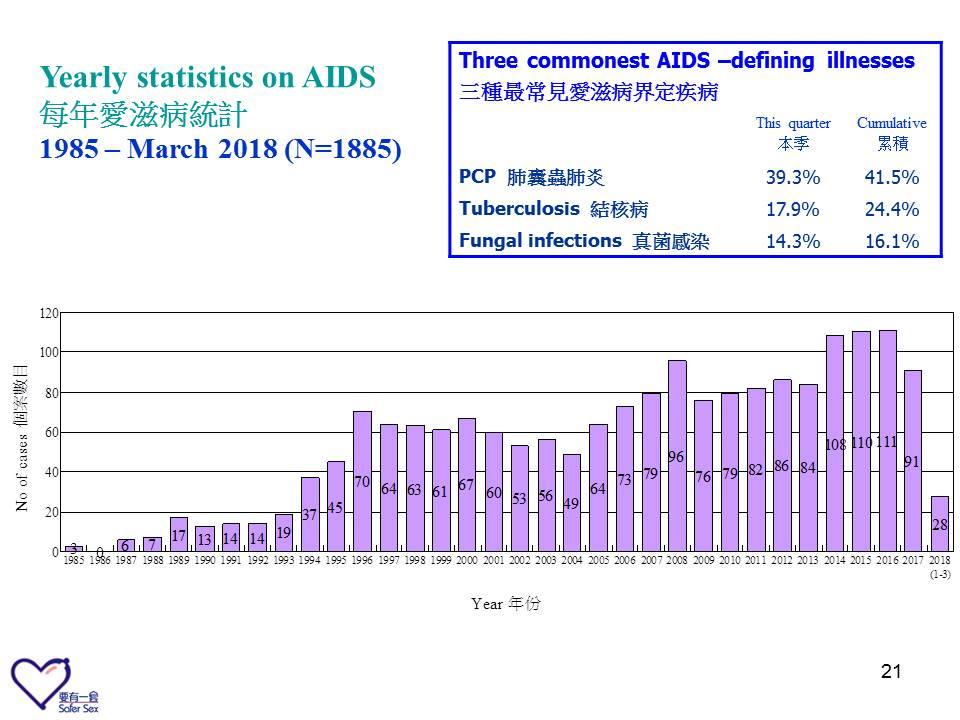 Yearly statistics on AIDS
每年愛滋病統計
1985 – March 2018 (N=1885)
Three commonest AIDS –defining illnesses
三種最常見愛滋病界定疾病
This quarter Cumulative
本季 累積
PCP 肺囊蟲肺炎 39.3% 41.5%
Tuberculosis 結核病 17.9% 24.4%
Fungal infections 真菌感染 14.3% 16.1%
No of cases 個案數目
120
100
80
60
40
20
0
3 0 6 7 17 13 14 14 19 37 45 70 64 63 61 67 60 53 56 49 64 73 79 96 76 79 82 86 84 108 110 111 91 28
1985 1986 1987 1988 1989 1990 1991 1992 1993 1994 1995 1996 1997 1998 1999 2000 2001 2002 2003 2004 2005 2006 2007 2008 2009 2010 2011 2012 2013 2014 2015 2016 2017 2018
(1-3)
Year 年份
要有一套
Safer Sex
21